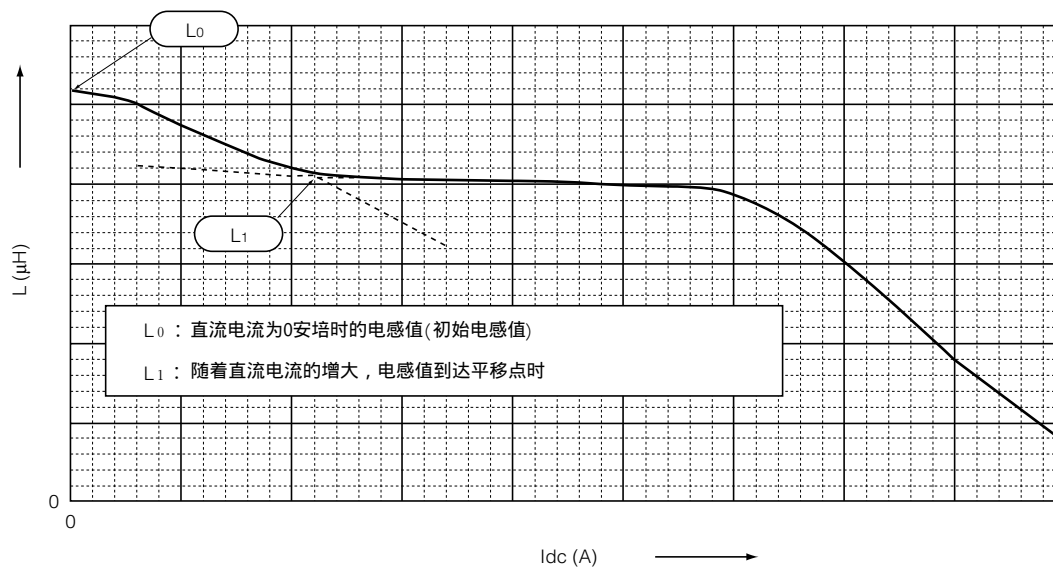 L0
L1
L (μH)
L0 : 直流电流为0安培时的电感值(初始电感值)
L1 : 随着直流电流的增大，电感值到达平移点时
0
0
Idc (A)